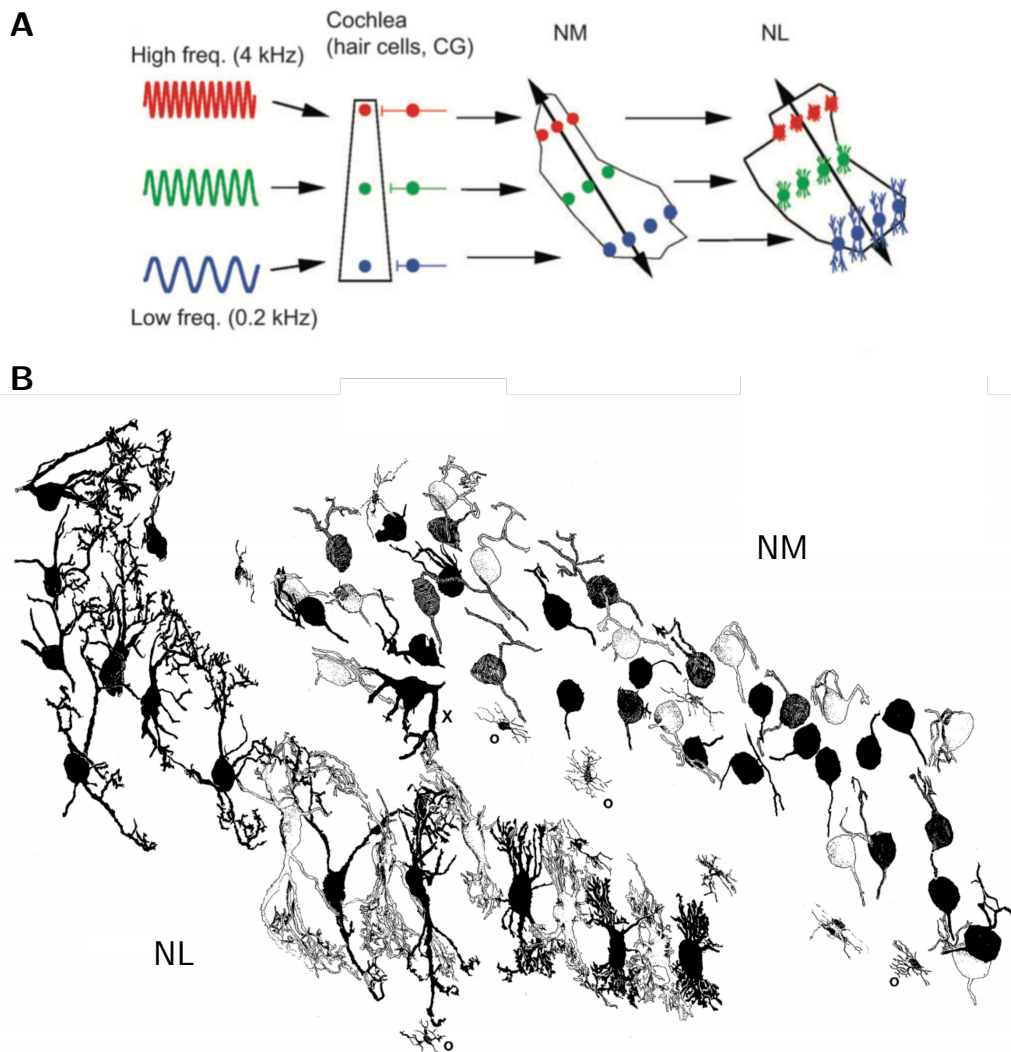 A
High freq. (4 kHz)
Cochlea
(hair cells, CG)
NM
NL
Low freq. (0.2 kHz)
B
NM
X
o
o
NL
o
o